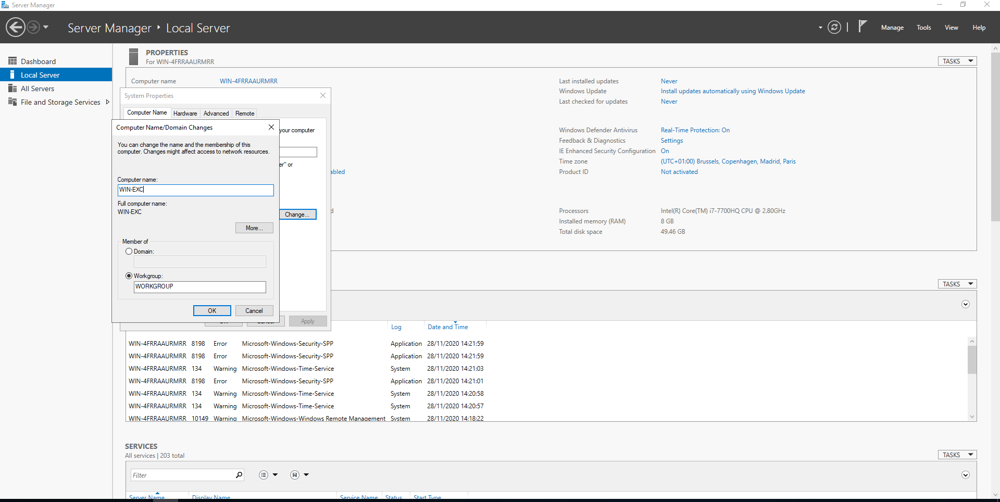 Server Manager
Server Manager ‣ Local Server
Manage Tools View Help
Dashboard
Local Server
All Servers
File and Storage Services
PROPERTIES
For WIN-4FRRAAURMRR
TASKS
Computer name WIN-4FRRAAURMRR
Last installed updates Never
Windows Update Install updates automatically using Windows Update
Last checked for updates Never
Windows Defender Antivirus Real-Time Protection: On
Feedback & Diagnostics Settings
IE Enhanced Security Configuration On
Time zone (UTC+01:00) Brussels, Copenhagen, Madrid, Paris
Product ID Not activated
Processors Intel(R) Core(TM) i7-7700HQ CPU @ 2.80GHz
Installed memory (RAM) 8 GB
Total disk space 49.46 GB
System Properties
Computer Name Hardware Advanced Remote
your computer
er" or
abled
Change...
d
Apply
Computer Name/Domain Changes
You can change the name and the membership of this
computer. Changes might affect access to network resources.
Computer name:
WIN-EXC
Full computer name:
WIN-EXC
More...
Member of
Domain:
Workgroup:
WORKGROUP
OK Cancel
TASKS
Log Date and Time
WIN-4FRRAAURMRR 8198 Error Microsoft-Windows-Security-SPP Application 28/11/2020 14:21:59
WIN-4FRRAAURMRR 8198 Error Microsoft-Windows-Security-SPP Application 28/11/2020 14:21:59
WIN-4FRRAAURMRR 134 Warning Microsoft-Windows-Time-Service System 28/11/2020 14:21:03
WIN-4FRRAAURMRR 8198 Error Microsoft-Windows-Security-SPP Application 28/11/2020 14:21:01
WIN-4FRRAAURMRR 134 Warning Microsoft-Windows-Time-Service System 28/11/2020 14:20:58
WIN-4FRRAAURMRR 134 Warning Microsoft-Windows-Time-Service System 28/11/2020 14:20:57
WIN-4FRRAAURMRR 10149 Warning Microsoft-Windows-Windows Remote Management System 28/11/2020 14:18:22
SERVICES
All services | 203 total
TASKS
Filter
Server Name Display Name Service Name Status Start Type